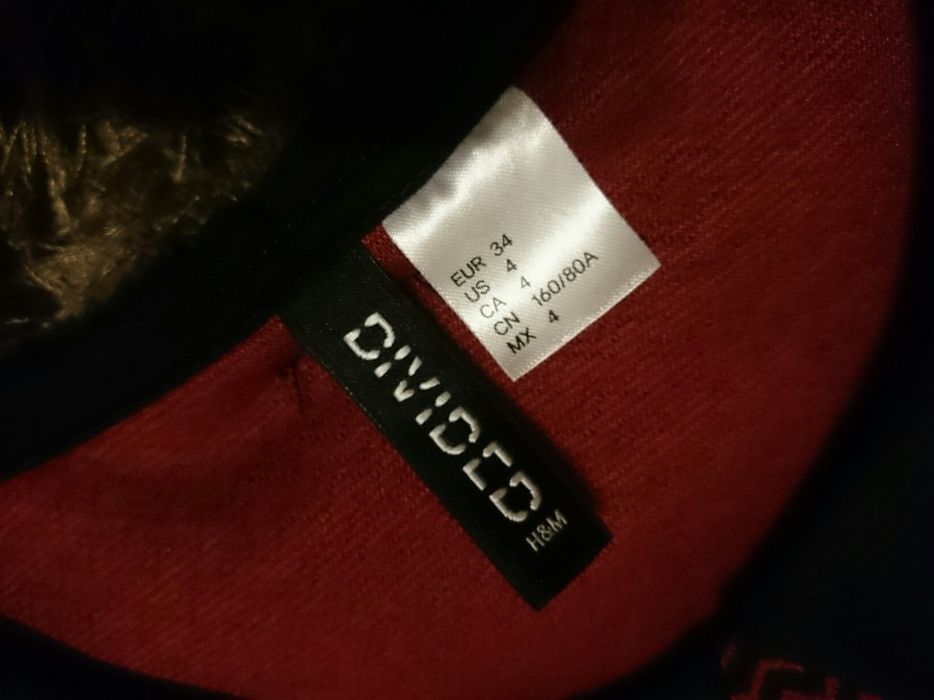 EUR 34
US 4
CA 4
CN 160/80A
MX 4
DIVIDED
H&M